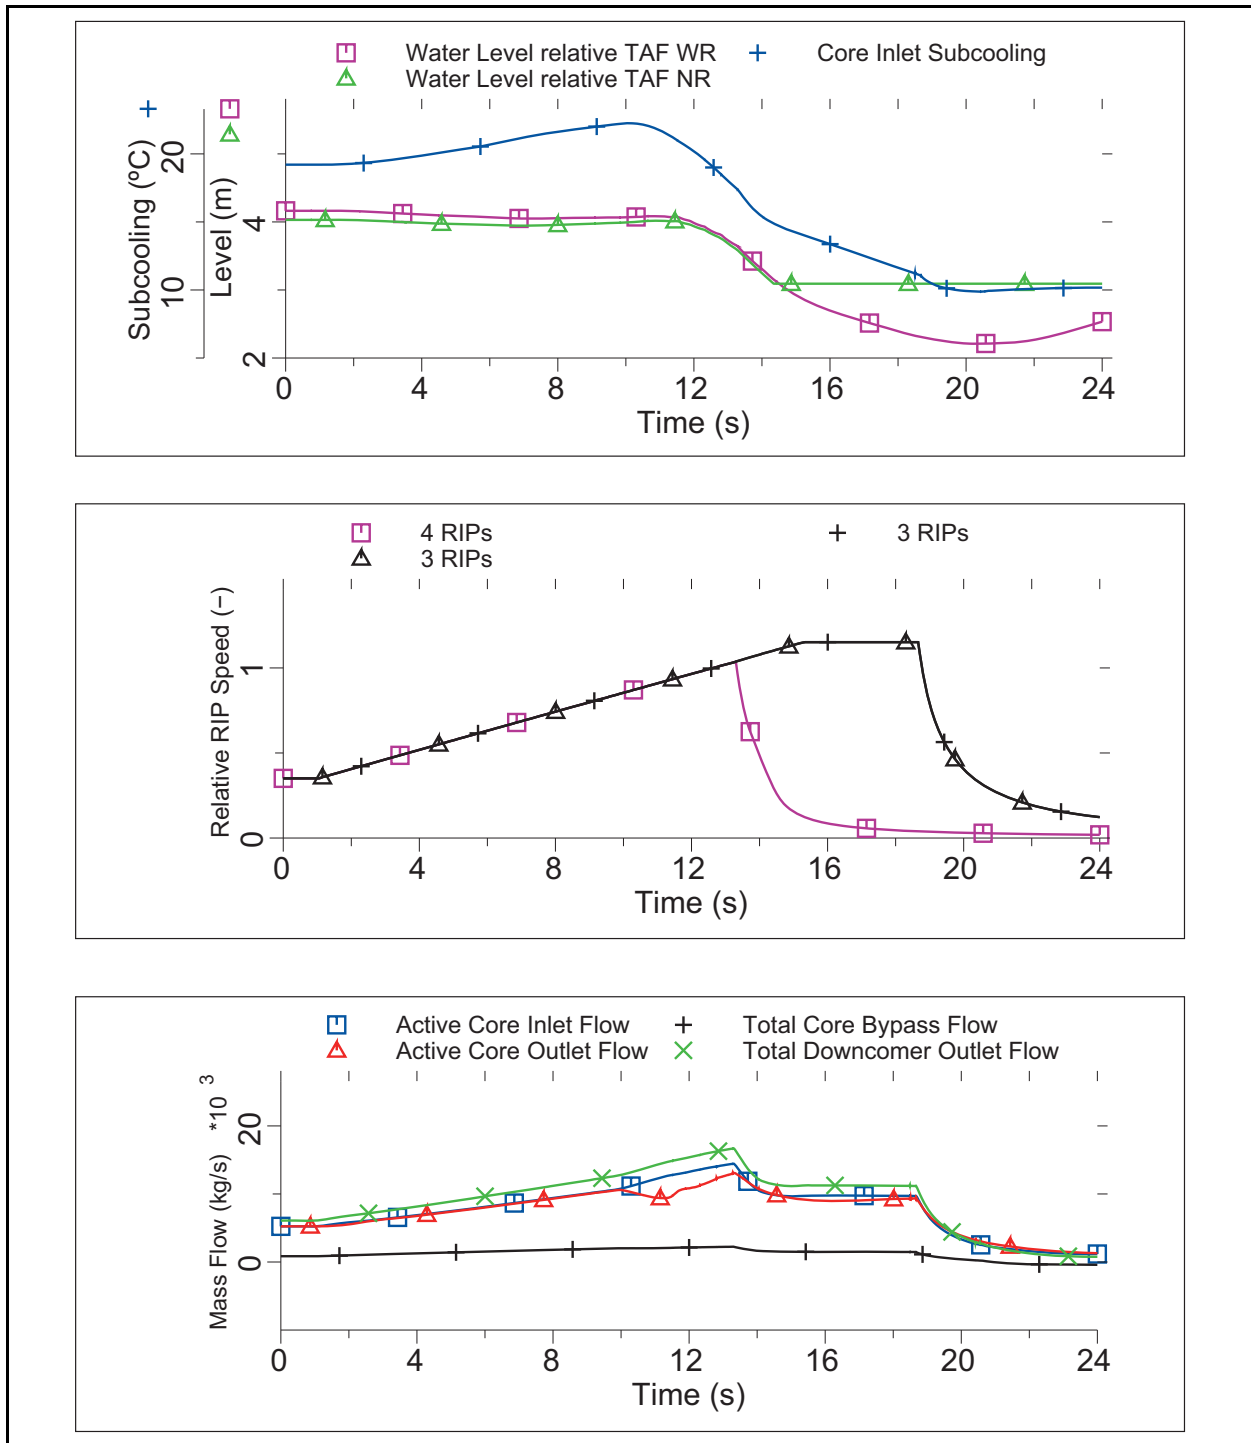 Water Level relative TAF WR
Core Inlet Subcooling
Water Level relative TAF NR
Subcooling (ºC)
10
20
Level (m)
2
4
0 4 8 12 16 20 24
Time (s)
4 RIPs
3 RIPs
3 RIPs
Relative RIP Speed (−)
0
1
0 4 8 12 16 20 24
Time (s)
Active Core Inlet Flow
Total Core Bypass Flow
Active Core Outlet Flow
Total Downcomer Outlet Flow
Mass Flow (kg/s) *10 3
0
20
0 4 8 12 16 20 24
Time (s)